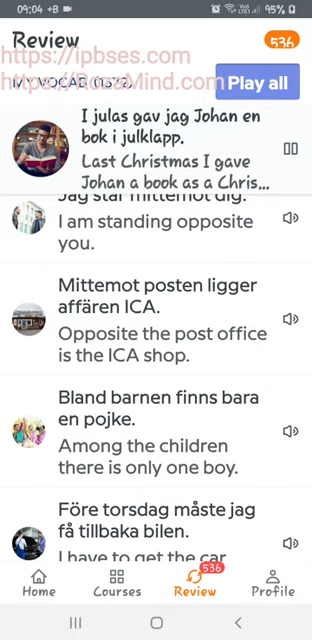 09:04 +B
95%
Review
536
https://ipbses.com
https://RosaMind.com
Play all
I julas gav jag Johan en
bok i julklapp.
Last Christmas I gave
Johan a book as a Chris...
Jag står mittemot dig.
I am standing opposite
you.
Mittemot posten ligger
affären ICA.
Opposite the post office
is the ICA shop.
Bland barnen finns bara
en pojke.
Among the children
there is only one boy.
Före torsdag måste jag
få tillbaka bilen.
I have to get the car
536
Home
Courses
Review
Profile